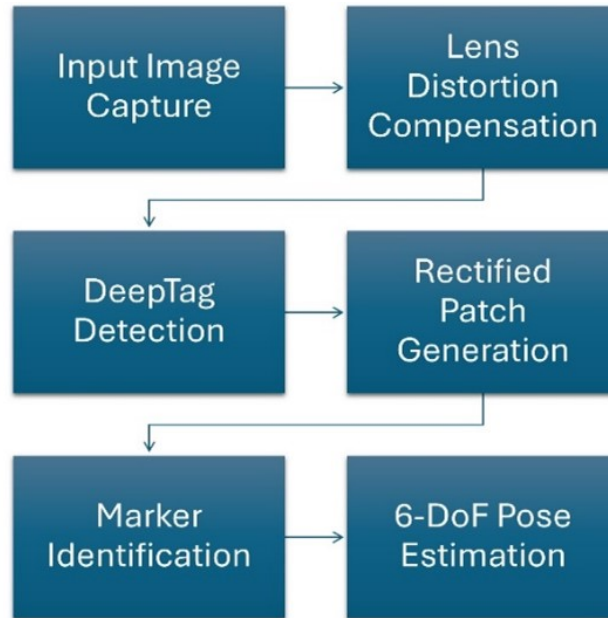 Input Image
Capture
Lens
Distortion
Compensation
DeepTag
Detection
Rectified
Patch
Generation
Marker
Identification
6-DoF Pose
Estimation